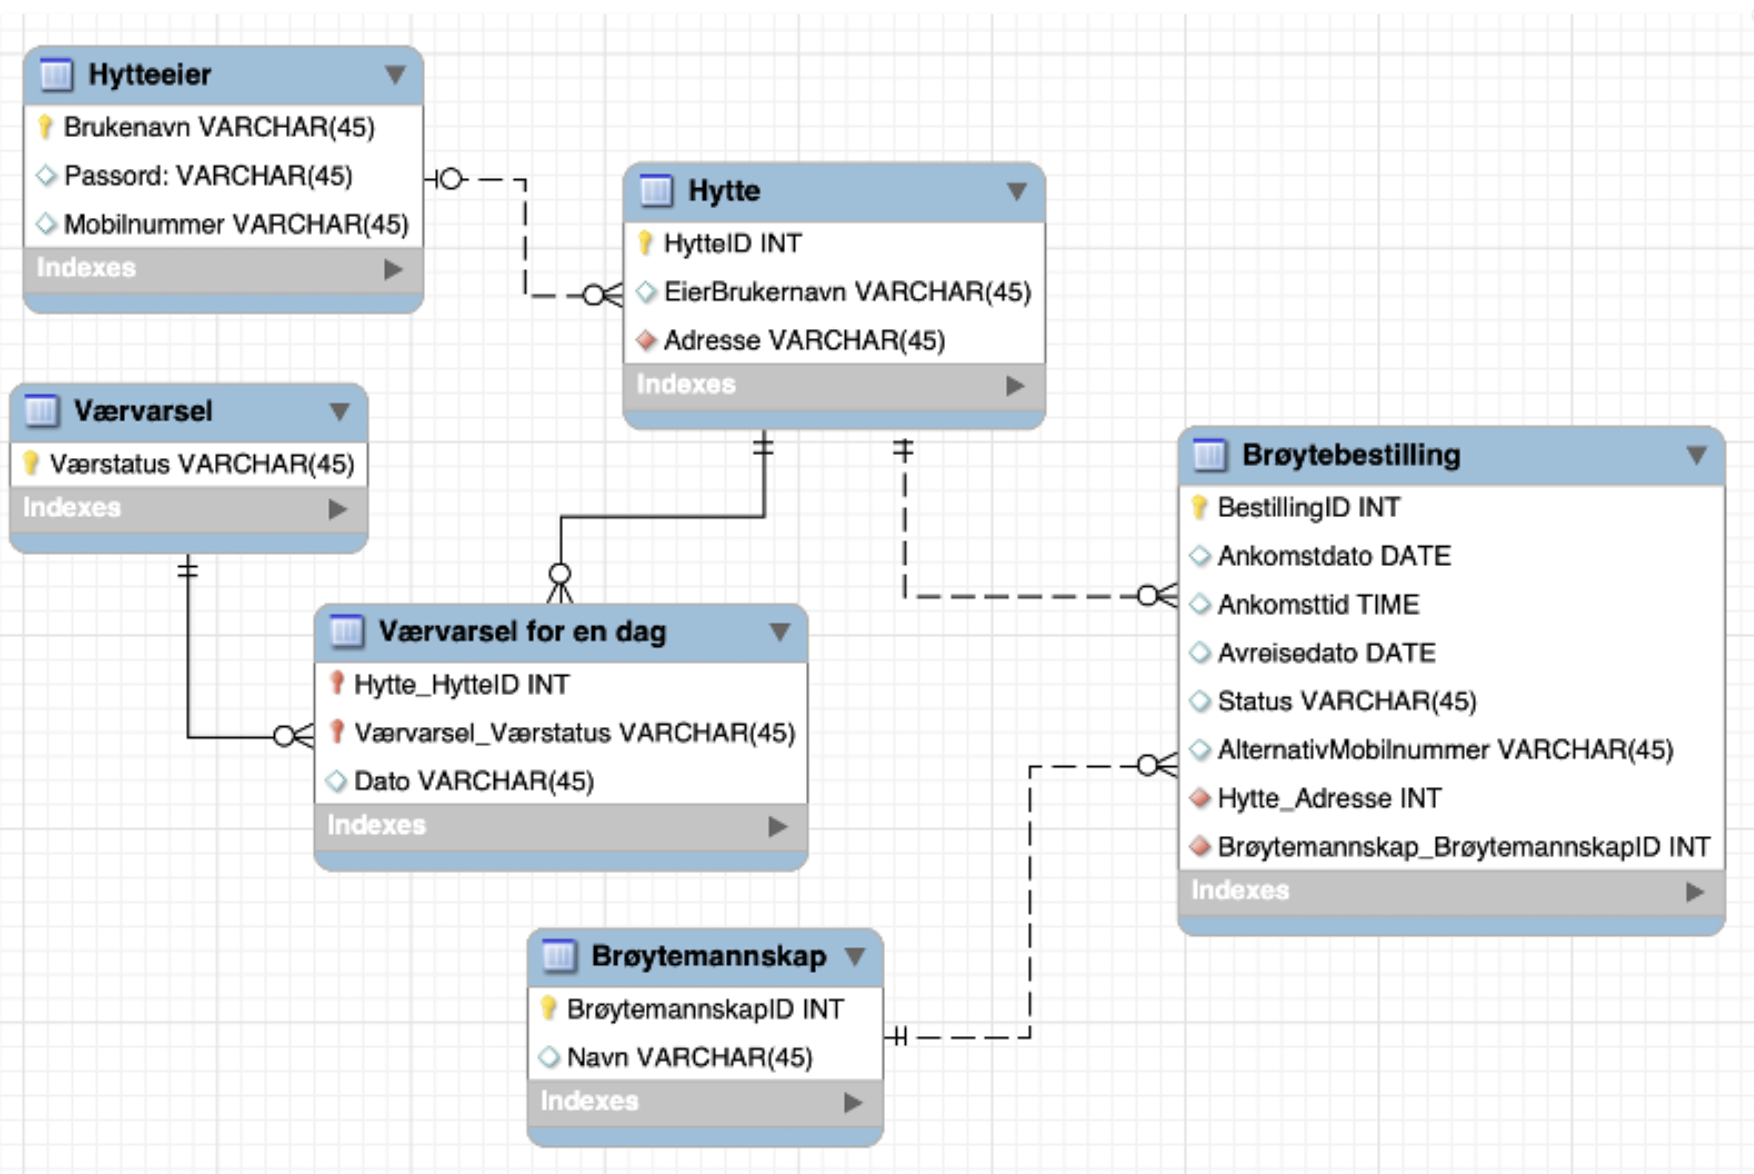 Hytteeier
Brukenavn VARCHAR(45)
Passord: VARCHAR(45)
Mobilnummer VARCHAR(45)
Indexes
Hytte
HytteID INT
EierBrukernavn VARCHAR(45)
Adresse VARCHAR(45)
Indexes
Værvarsel
Værstatus VARCHAR(45)
Indexes
Brøytebestilling
BestillingID INT
Ankomstdato DATE
Ankomsttid TIME
Avreisedato DATE
Status VARCHAR(45)
AlternativMobilnummer VARCHAR(45)
Hytte_Adresse INT
Brøytemannskap_BrøytemannskapID INT
Indexes
Værvarsel for en dag
Hytte_HytteID INT
Værvarsel_Værstatus VARCHAR(45)
Dato VARCHAR(45)
Indexes
Brøytemannskap
BrøytemannskapID INT
Navn VARCHAR(45)
Indexes